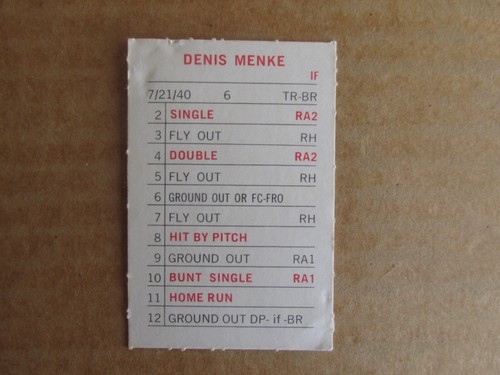 DENIS MENKE
IF
7/21/40 6 TR-BR
2 SINGLE RA2
3 FLY OUT RH
4 DOUBLE RA2
5 FLY OUT RH
6 GROUND OUT OR FC-FRO
7 FLY OUT RH
8 HIT BY PITCH
9 GROUND OUT RA1
10 BUNT SINGLE RA1
11 HOME RUN
12 GROUND OUT DP-if-BR